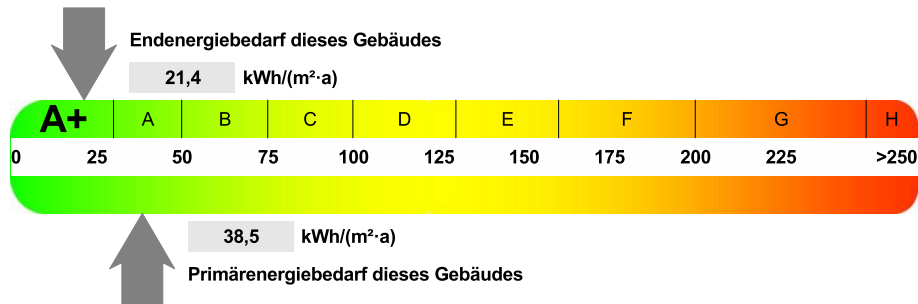 Endenergiebedarf dieses Gebäudes
21,4 kWh/(m²·a)
A+ A B C D E F G H
0 25 50 75 100 125 150 175 200 225 >250
38,5 kWh/(m²·a)
Primärenergiebedarf dieses Gebäudes